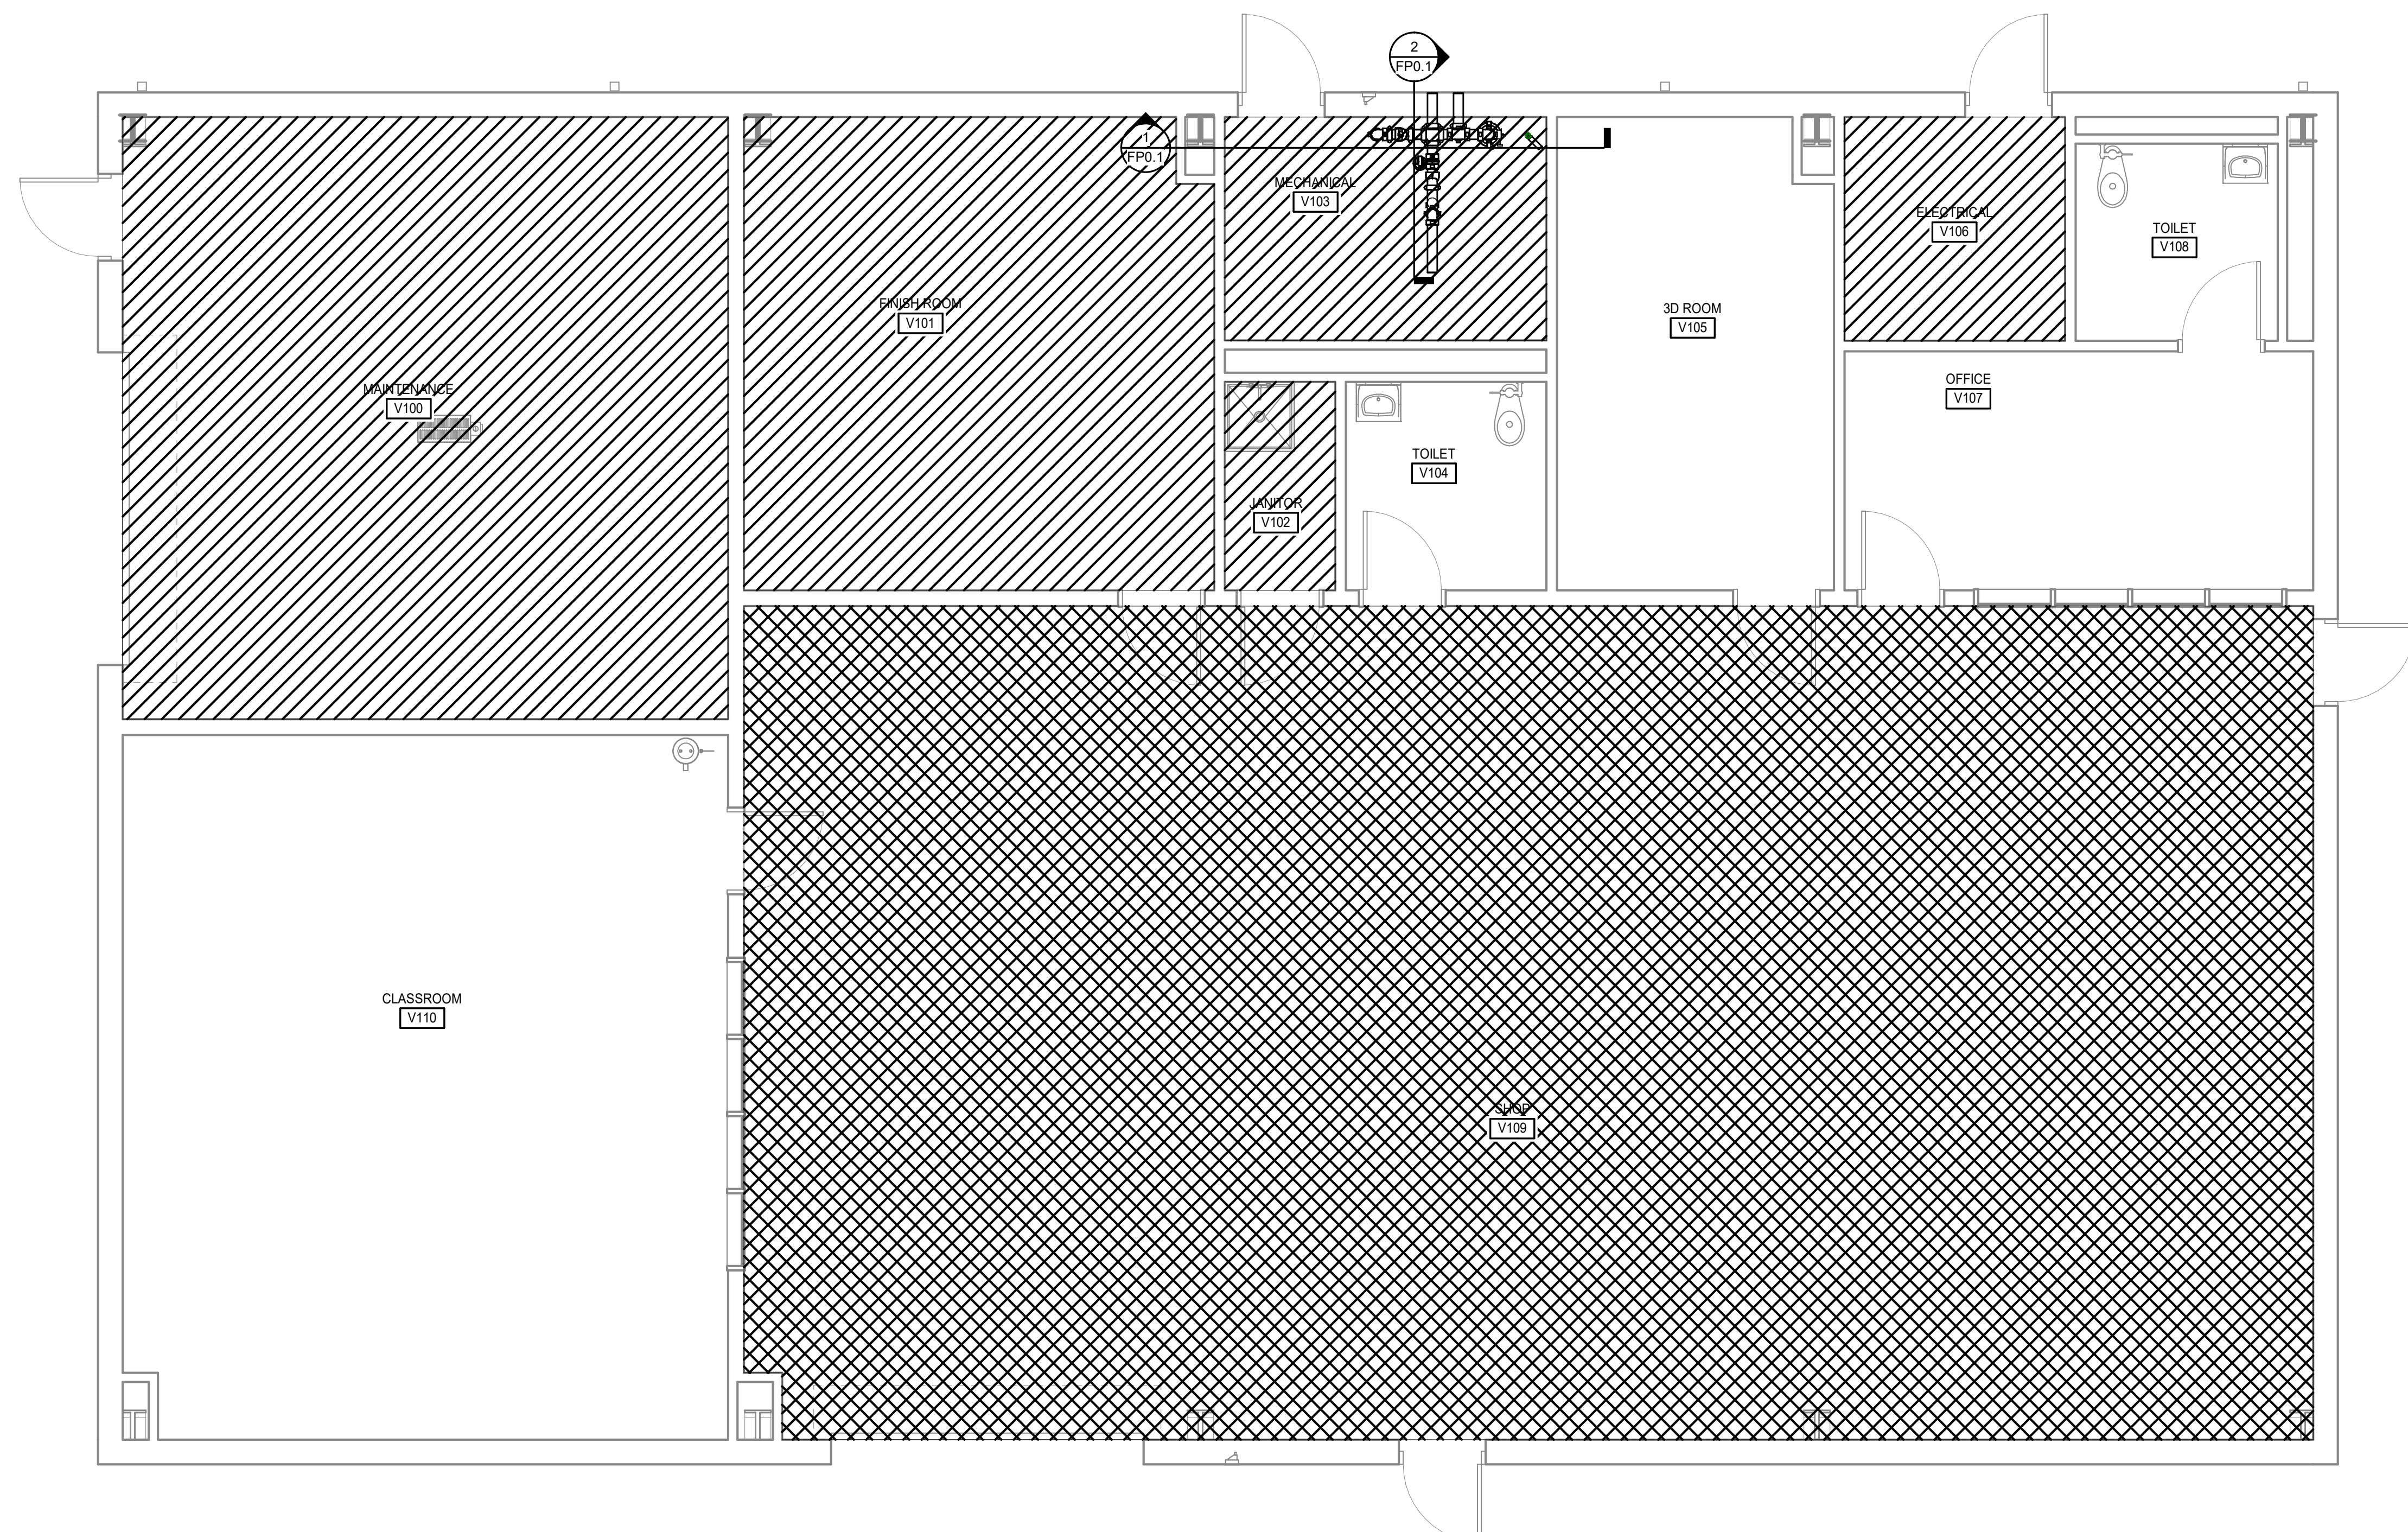 2
FP0.1
1
FP0.1
MECHANICAL
V103
ELECTRICAL
V106
TOILET
V108
FINISH ROOM
V101
3D ROOM
V105
MAINTENANCE
V100
OFFICE
V107
TOILET
V104
JANITOR
V102
CLASSROOM
V110
SHOP
V109